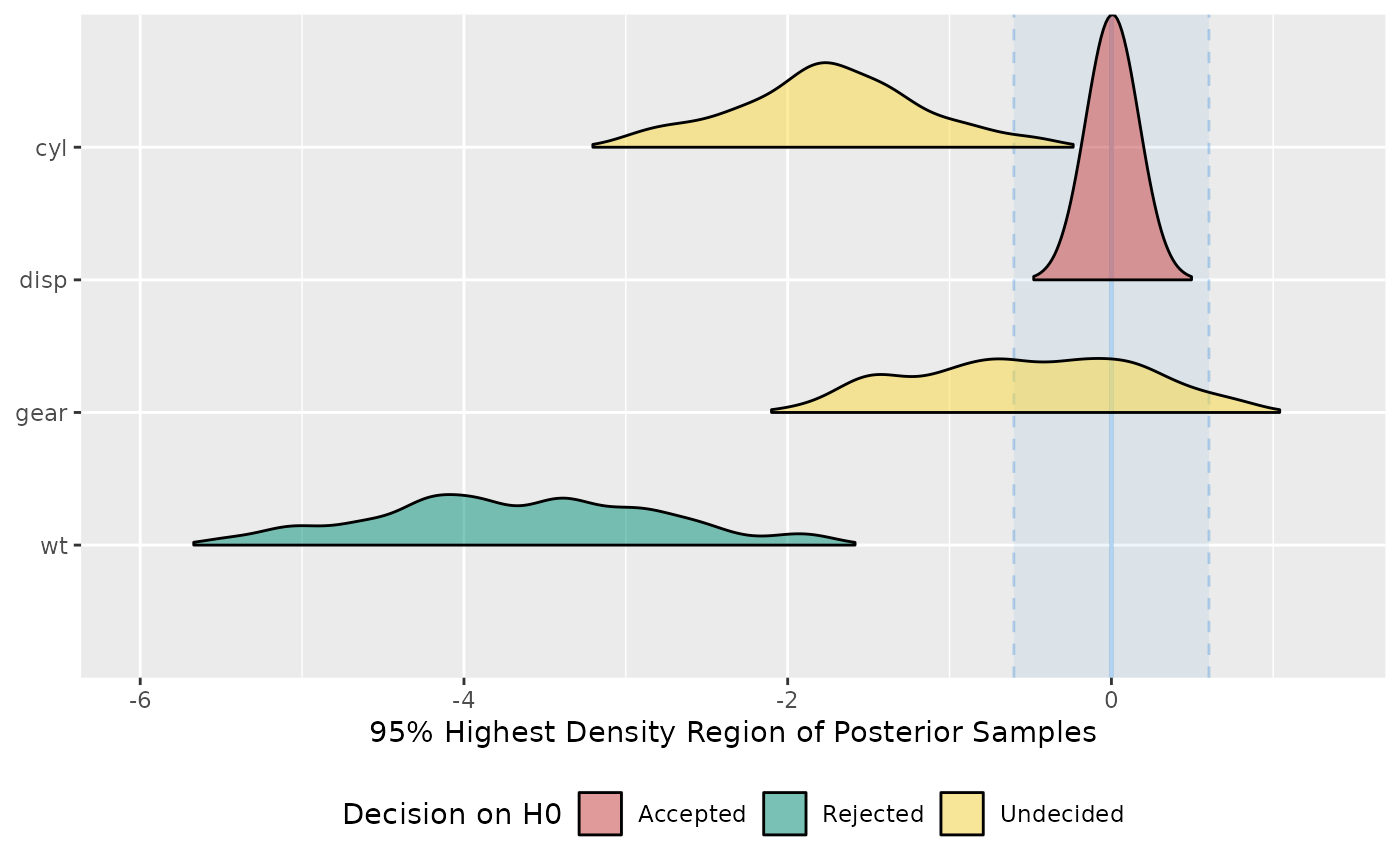 cyl
disp
gear
wt
-6 -4 -2 0
95% Highest Density Region of Posterior Samples
Decision on H0 Accepted Rejected Undecided